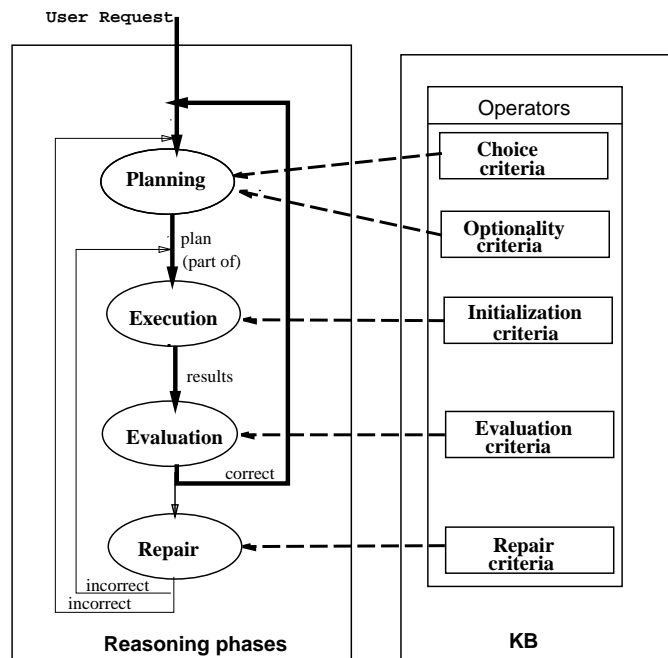 User Request
Operators
Choice
criteria
Planning
Optionality
criteria
plan
(part of)
Initialization
criteria
Execution
results
Evaluation
criteria
Evaluation
correct
Repair
criteria
Repair
incorrect
incorrect
Reasoning phases
KB